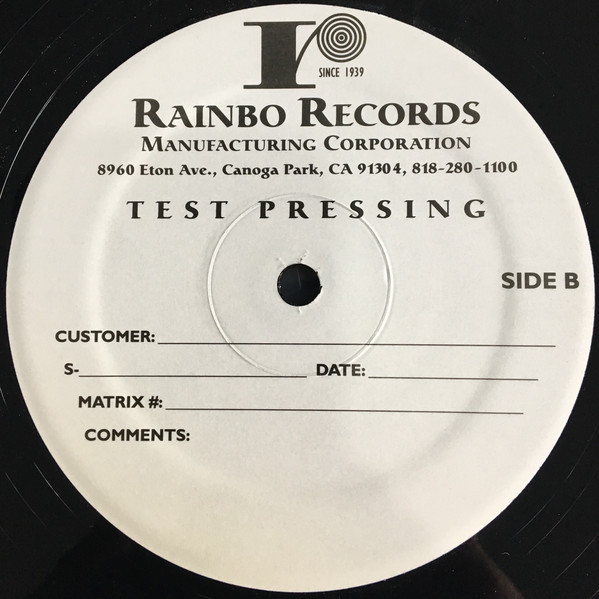 SINCE 1939
RAINBO RECORDS
MANUFACTURING CORPORATION
8960 Eton Ave., Canoga Park, CA 91304, 818-280-1100
TEST PRESSING
SIDE B
CUSTOMER:
S- DATE:
MATRIX #:
COMMENTS: